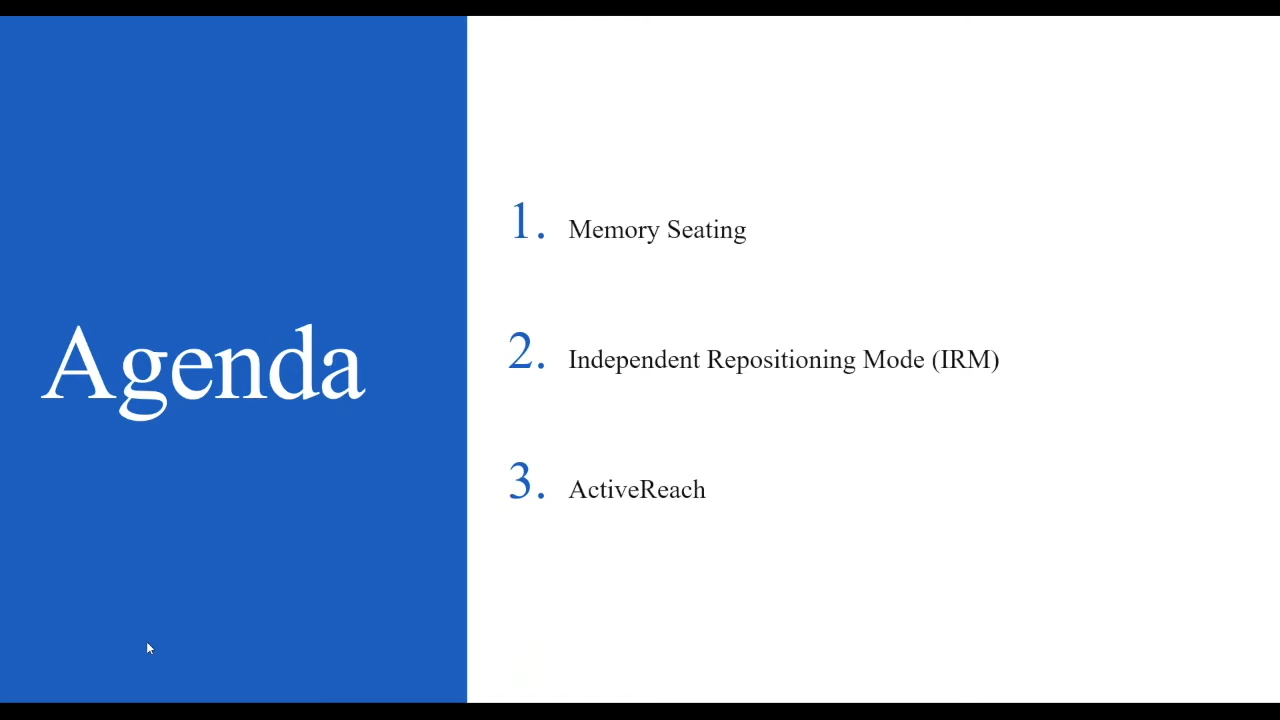 Agenda
1. Memory Seating
2. Independent Repositioning Mode (IRM)
3. ActiveReach